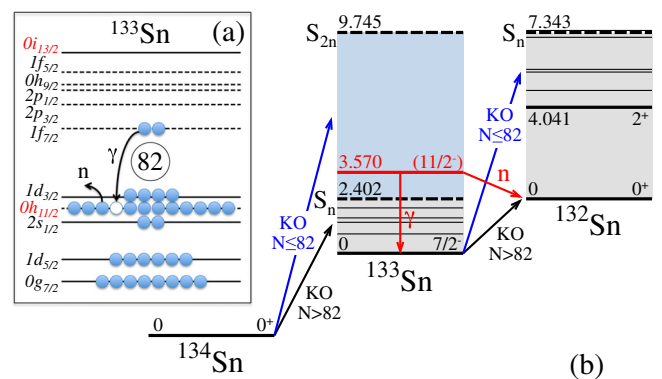 ¹³³Sn (a)
0i₁₃/₂
1f₅/₂
0h₉/₂
2p₁/₂
2p₃/₂
1f₇/₂
γ
82
n
1d₃/₂
0h₁₁/₂
2s₁/₂
1d₅/₂
0g₇/₂
0 0⁺
¹³⁴Sn
KO
N≤82
KO
N>82
S₂ₙ 9.745
3.570 (11/2⁻)
Sₙ 2.402
γ
0 7/2⁻
¹³³Sn
n
KO
N≤82
KO
N>82
Sₙ 7.343
4.041 2⁺
0 0⁺
¹³²Sn
(b)